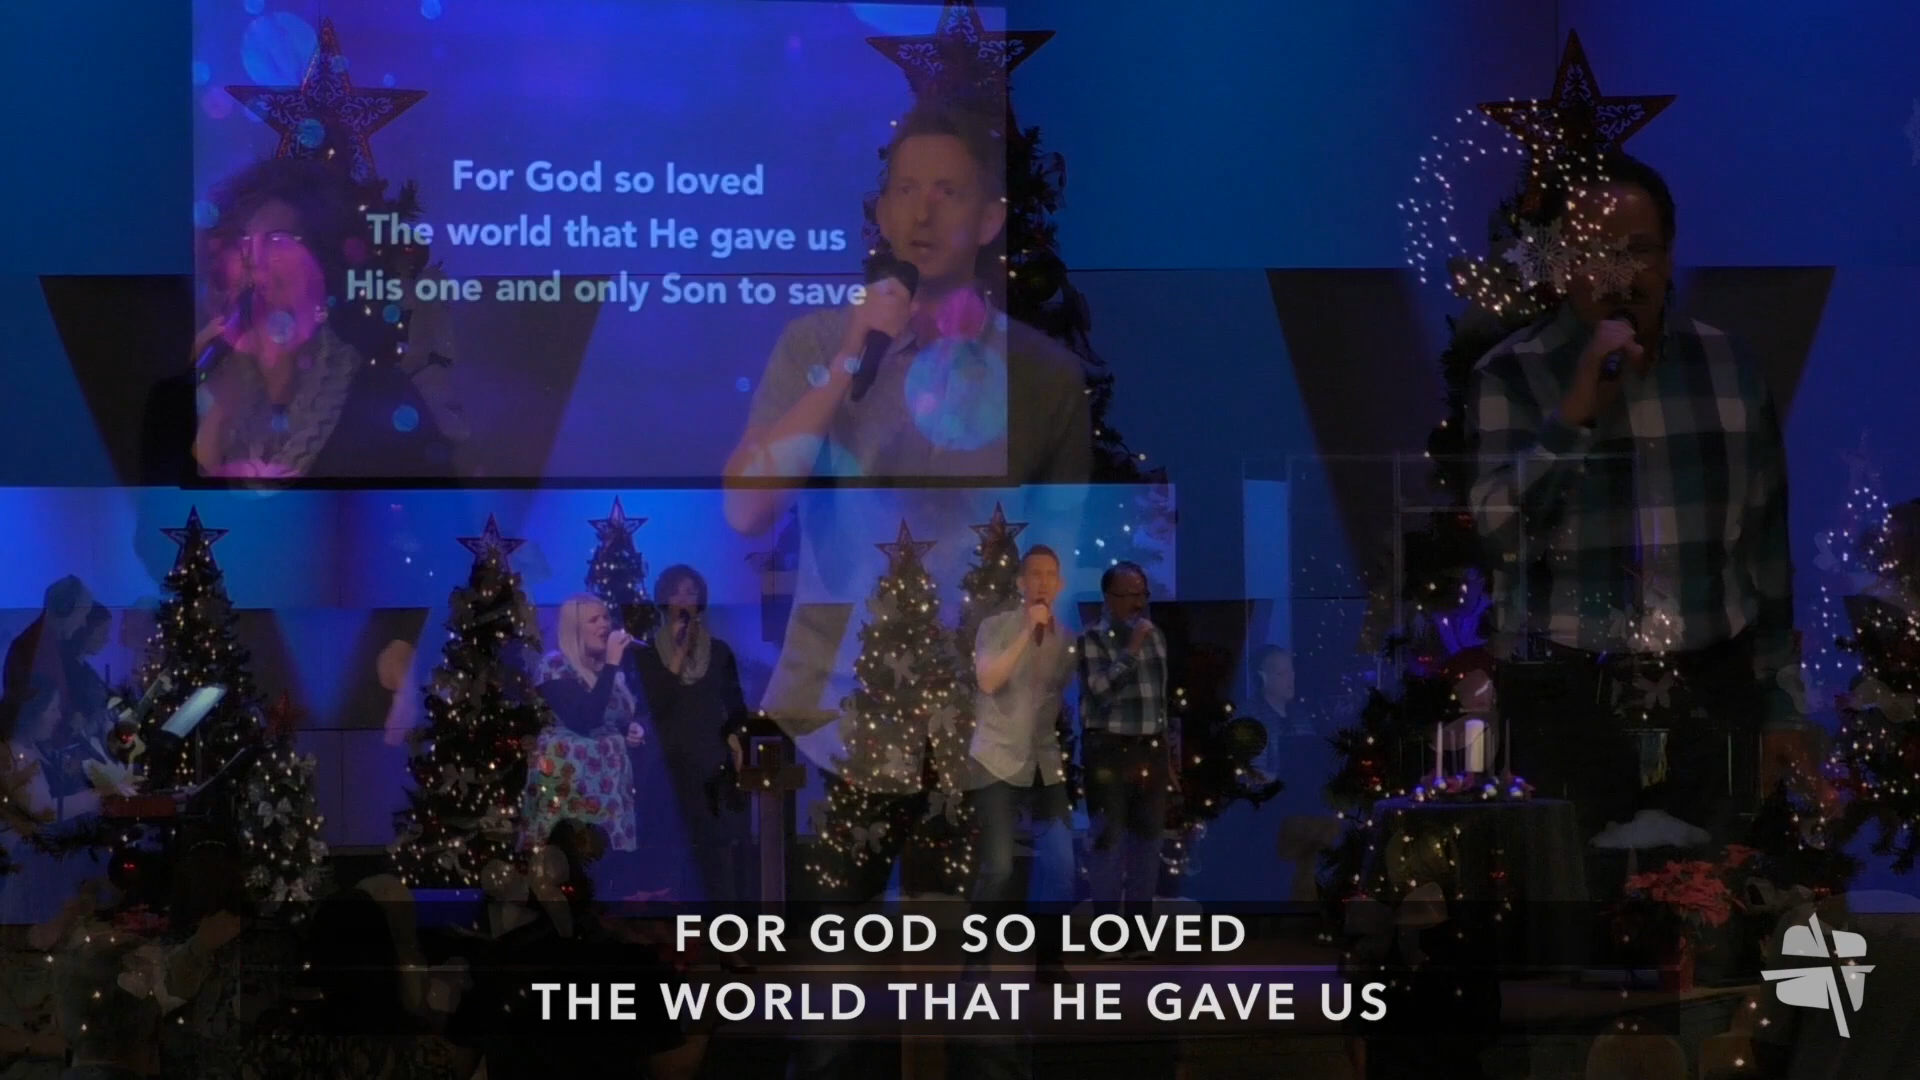 For God so loved
The world that He gave us
His one and only Son to save
FOR GOD SO LOVED
THE WORLD THAT HE GAVE US